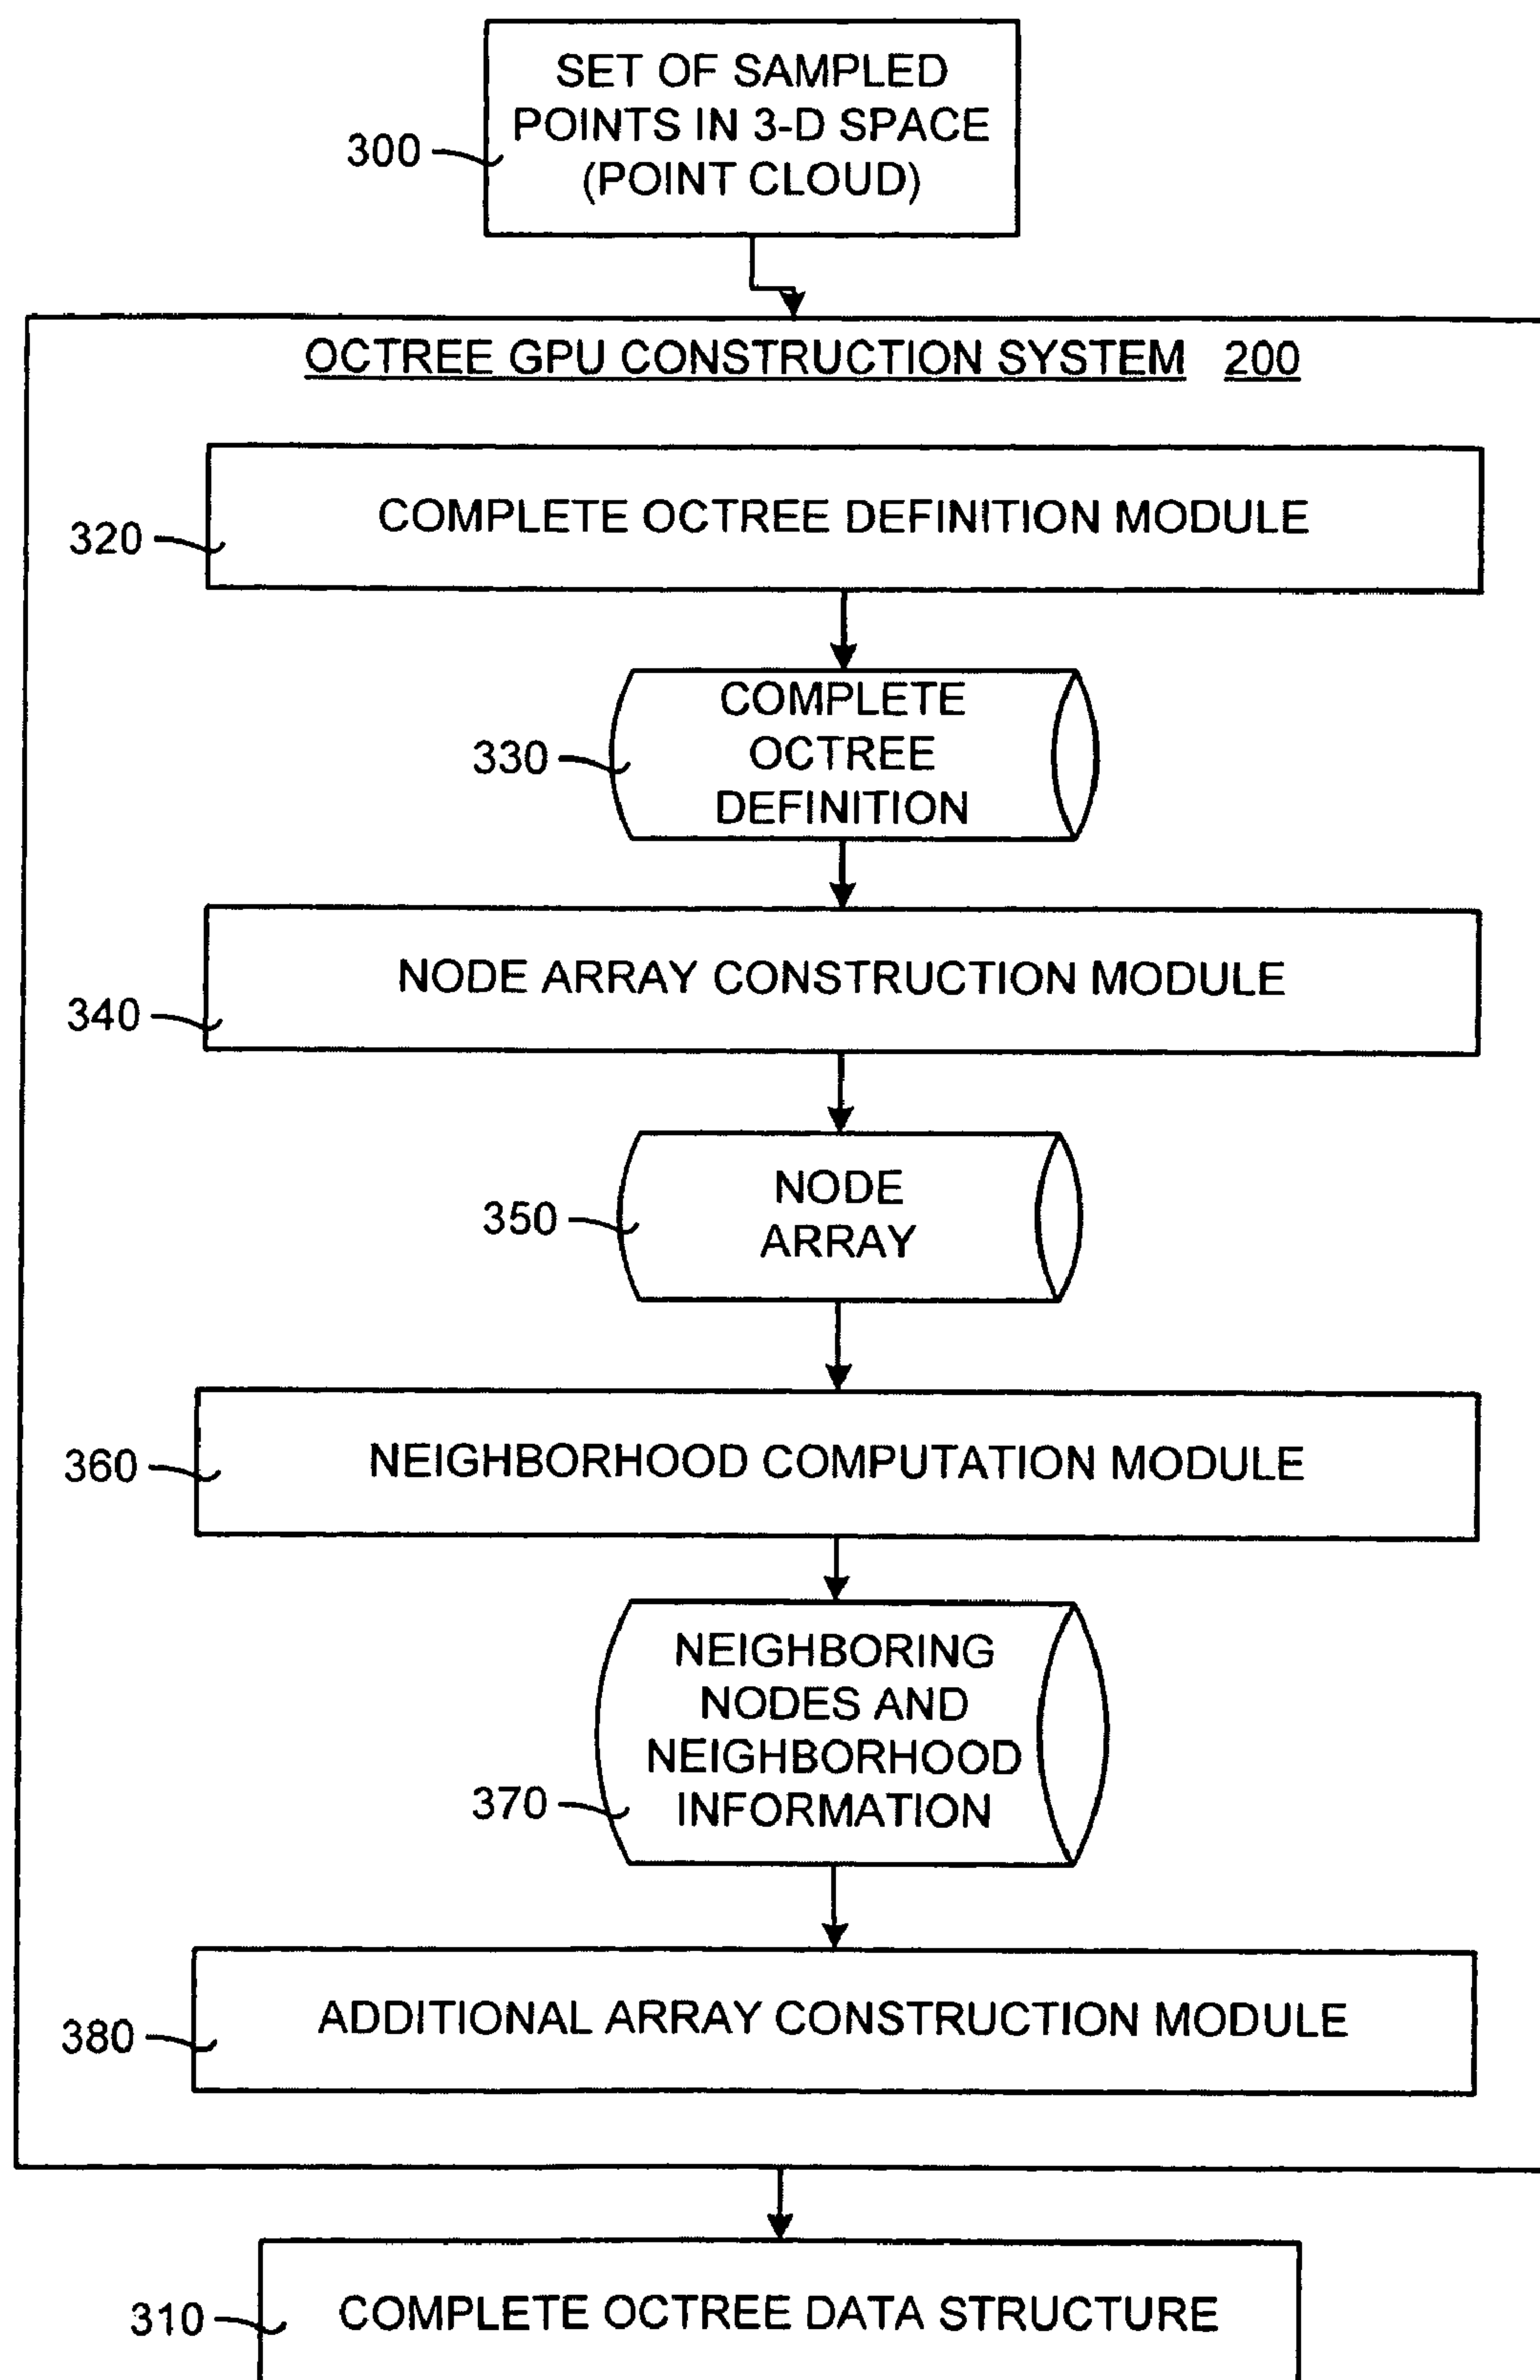 SET OF SAMPLED
POINTS IN 3-D SPACE
(POINT CLOUD)
300
OCTREE GPU CONSTRUCTION SYSTEM 200
COMPLETE OCTREE DEFINITION MODULE
320
COMPLETE
OCTREE
DEFINITION
330
NODE ARRAY CONSTRUCTION MODULE
340
NODE
ARRAY
350
NEIGHBORHOOD COMPUTATION MODULE
360
NEIGHBORING
NODES AND
NEIGHBORHOOD
INFORMATION
370
ADDITIONAL ARRAY CONSTRUCTION MODULE
380
COMPLETE OCTREE DATA STRUCTURE
310